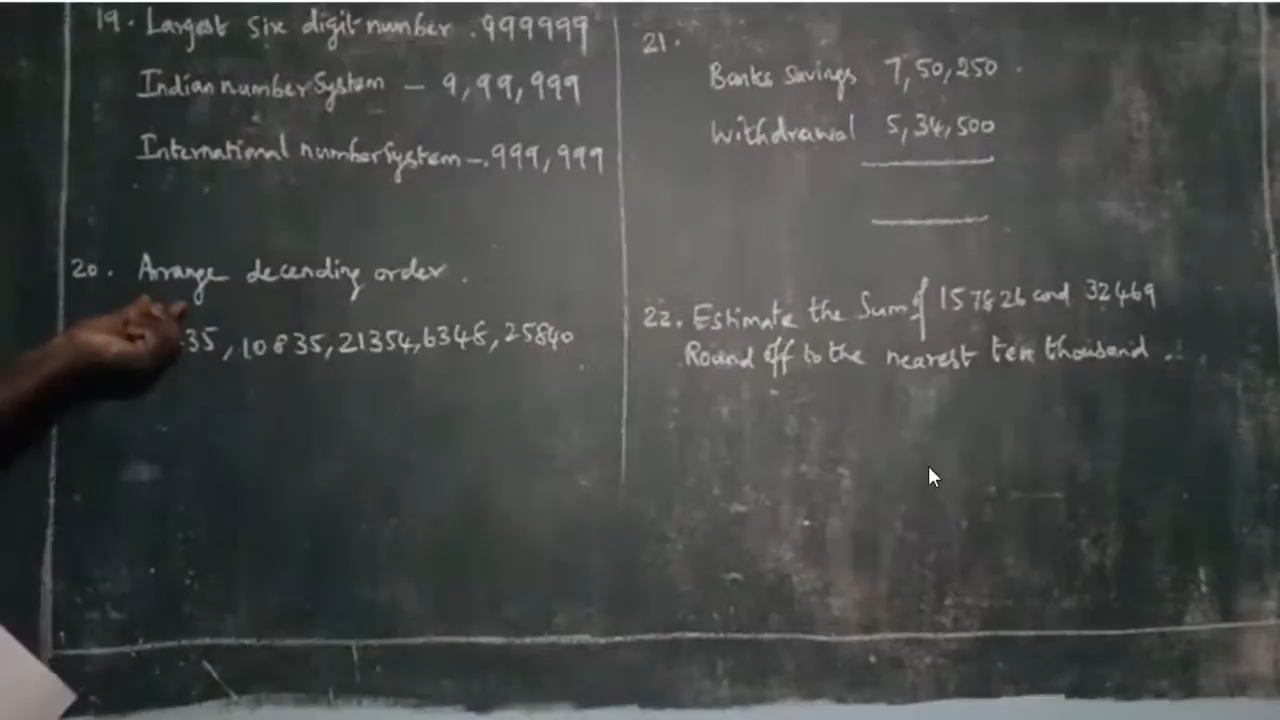 19. Largest six digit number . 999999
Indian number System - 9,99,999
International number System - . 999,999
20. Arrange decending order .
35, 10835, 21354, 6348, 25840
21.
Banks savings 7,50,250 .
Withdrawal 5,34,500
22. Estimate the Sum of 157826 and 32469
Round off to the nearest ten thousand .